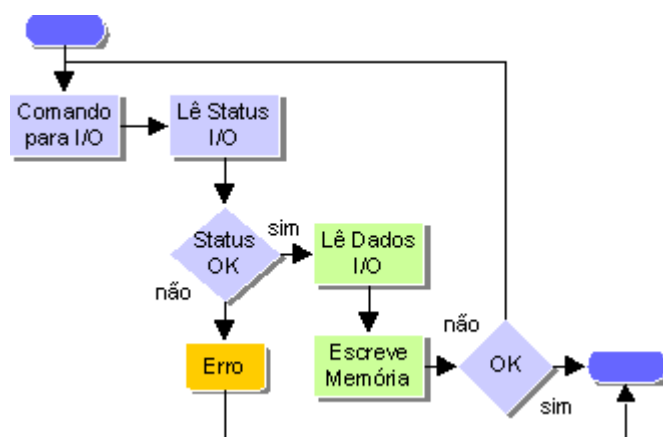 Comando
para I/O
Lê Status
I/O
Status
OK
sim
não
Lê Dados
I/O
Erro
Escreve
Memória
não
OK
sim